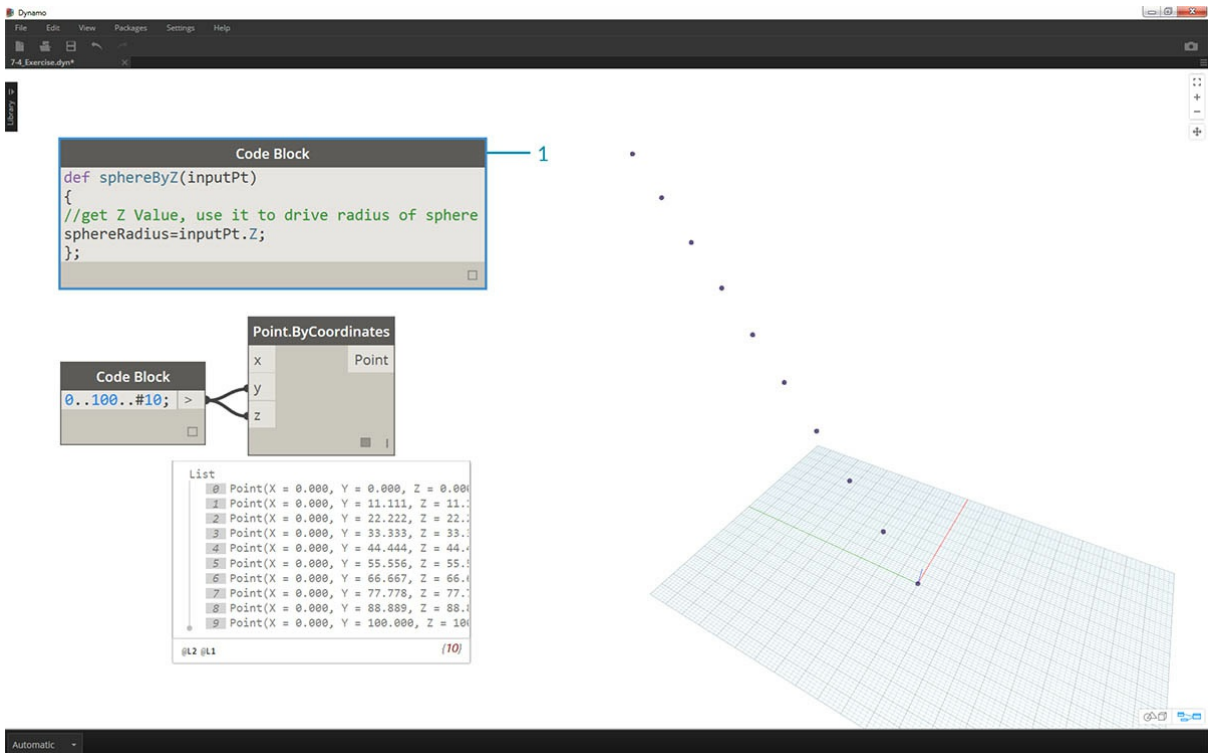 Dynamo
File Edit View Packages Settings Help
7-4_Exercise.dyn*
Library
Code Block
1
def sphereByZ(inputPt)
{
//get Z Value, use it to drive radius of sphere
sphereRadius=inputPt.Z;
};
Point.ByCoordinates
x Point
y
z
Code Block
0..100..#10; >
List
0 Point(X = 0.000, Y = 0.000, Z = 0.000
1 Point(X = 0.000, Y = 11.111, Z = 11.
2 Point(X = 0.000, Y = 22.222, Z = 22.
3 Point(X = 0.000, Y = 33.333, Z = 33.
4 Point(X = 0.000, Y = 44.444, Z = 44.
5 Point(X = 0.000, Y = 55.556, Z = 55.
6 Point(X = 0.000, Y = 66.667, Z = 66.
7 Point(X = 0.000, Y = 77.778, Z = 77.
8 Point(X = 0.000, Y = 88.889, Z = 88.
9 Point(X = 0.000, Y = 100.000, Z = 10
@L2 @L1 {10}
Automatic